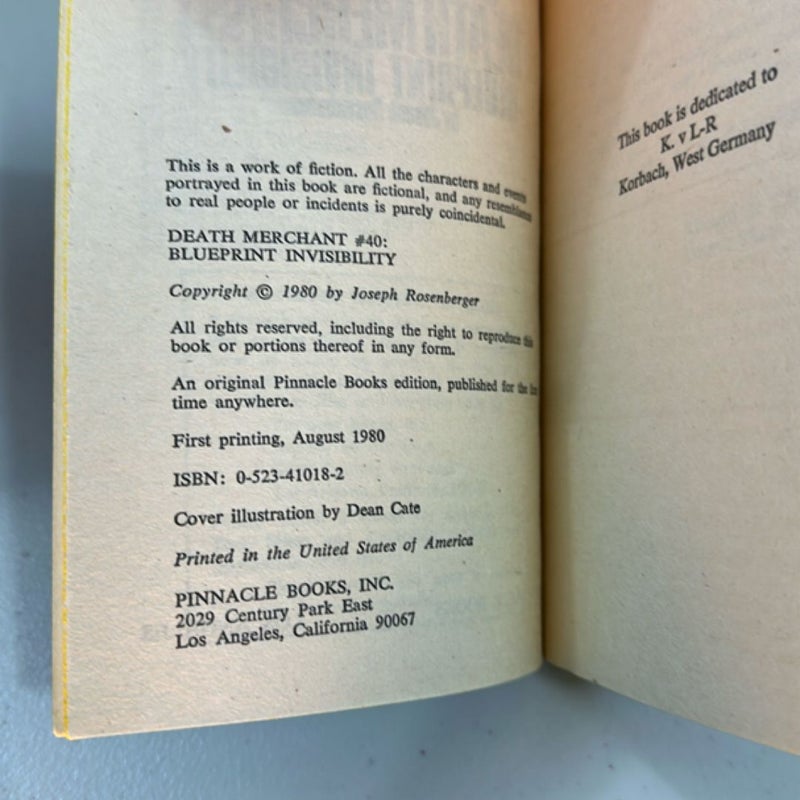 This is a work of fiction. All the characters and events
portrayed in this book are fictional, and any resemblance
to real people or incidents is purely coincidental.
DEATH MERCHANT #40:
BLUEPRINT INVISIBILITY
Copyright © 1980 by Joseph Rosenberger
All rights reserved, including the right to reproduce this
book or portions thereof in any form.
An original Pinnacle Books edition, published for the
time anywhere.
First printing, August 1980
ISBN: 0-523-41018-2
Cover illustration by Dean Cate
Printed in the United States of America
PINNACLE BOOKS, INC.
2029 Century Park East
Los Angeles, California 90067
This book is dedicated to
K. v L-R
Korbach, West Germany